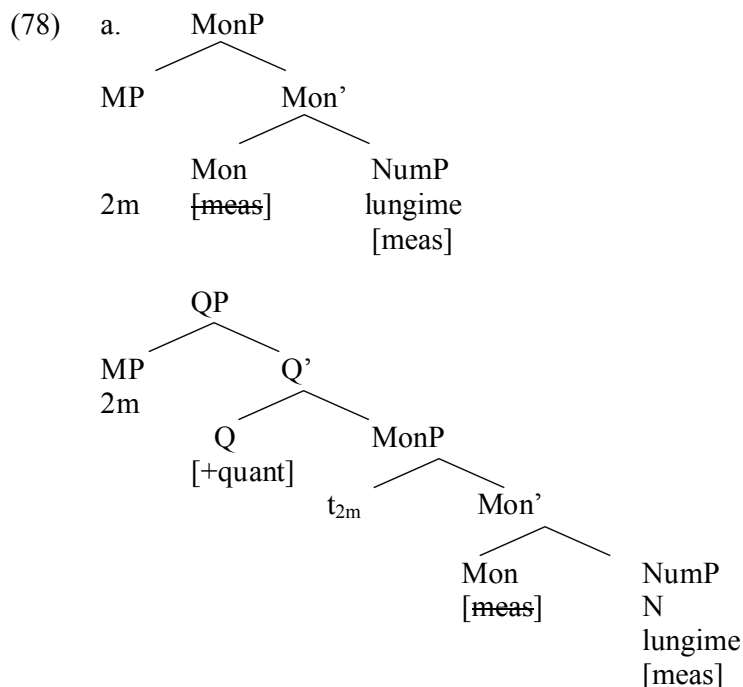 (78) a. MonP
MP Mon’
Mon NumP
2m [meas] lungime
[meas]
QP
MP Q’
2m
Q MonP
[+quant]
t2m Mon’
Mon NumP
[meas] N
lungime
[meas]